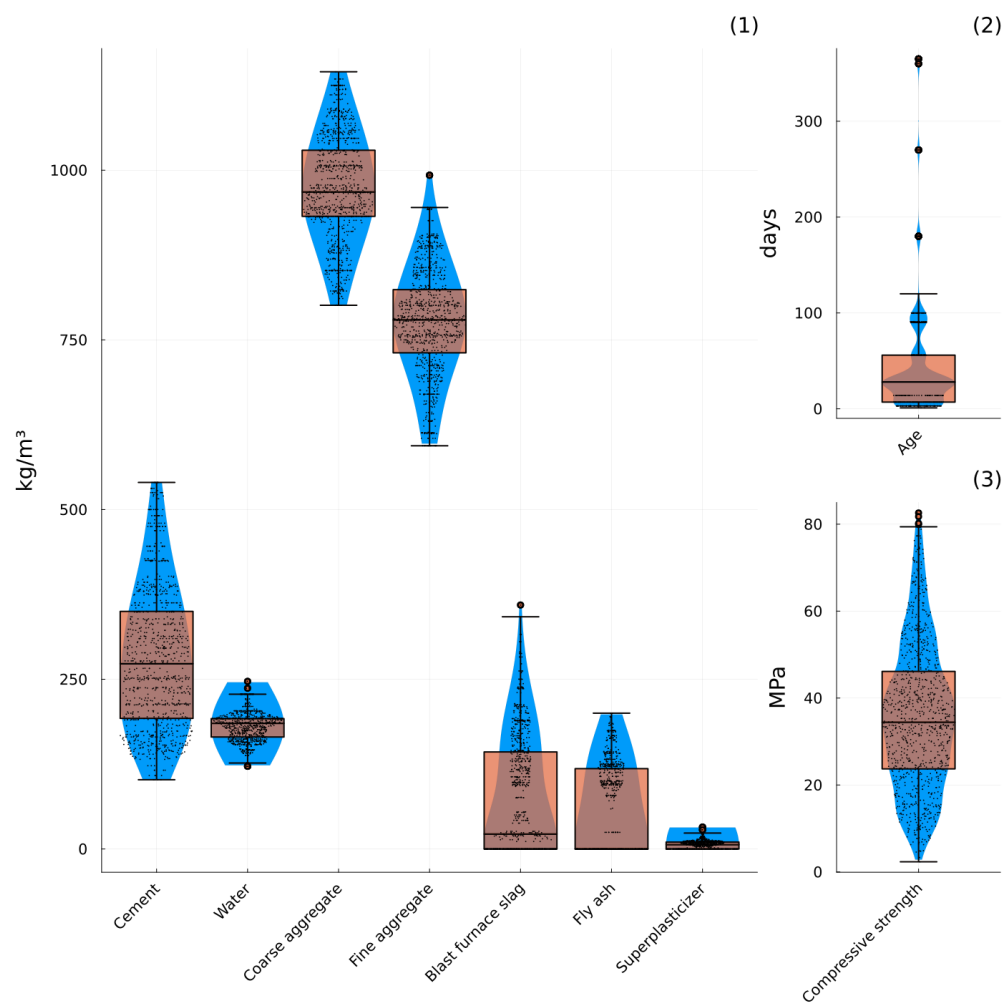 (1)
kg/m³
1000
750
500
250
0
Cement
Water
Coarse aggregate
Fine aggregate
Blast furnace slag
Fly ash
Superplasticizer
(2)
days
300
200
100
0
Age
(3)
MPa
80
60
40
20
0
Compressive strength